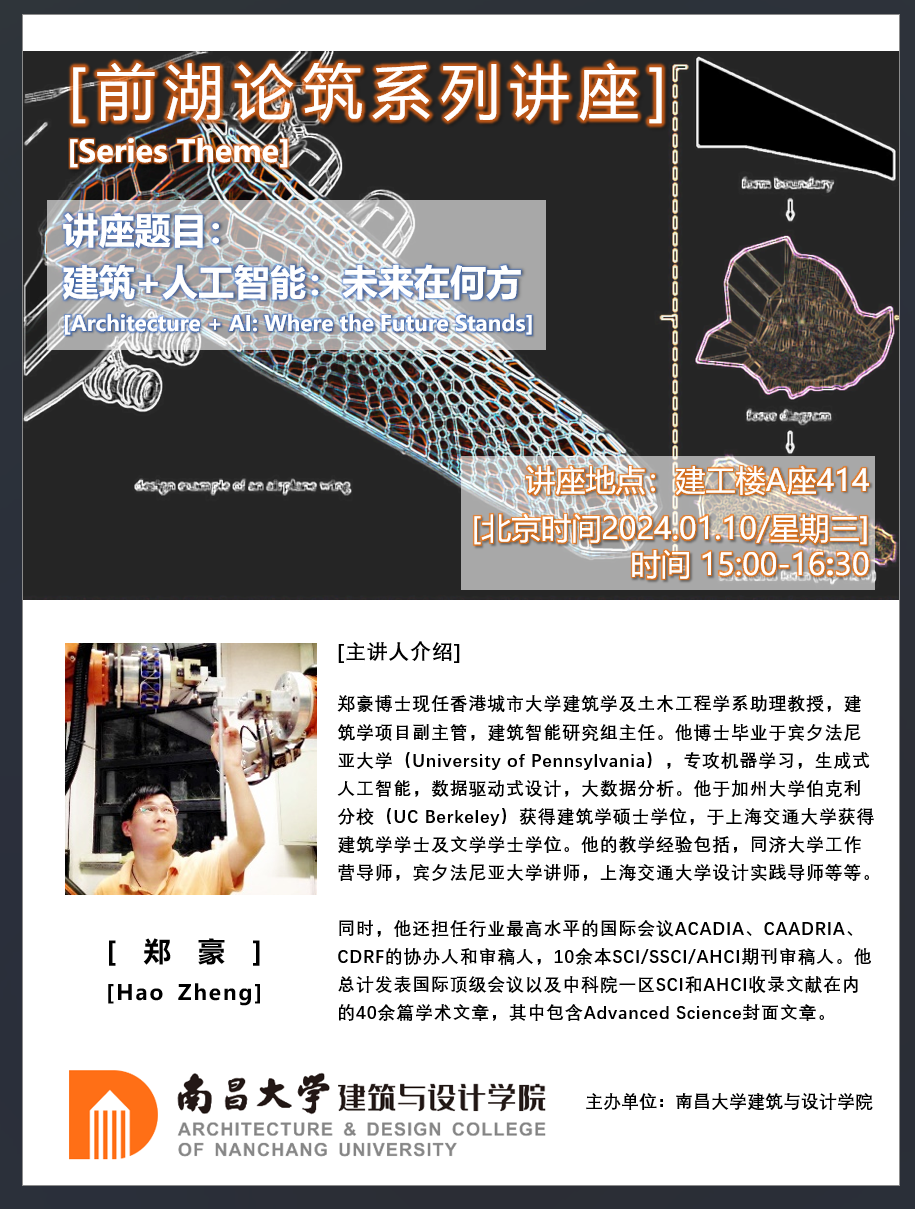 [前湖论筑系列讲座]
[Series Theme]
讲座题目：
建筑+人工智能：未来在何方
[Architecture + AI: Where the Future Stands]
form boundary
force diagram
design example of an airplane wing
讲座地点：建工楼A座414
[北京时间2024.01.10/星期三]
时间 15:00-16:30
[主讲人介绍]
郑豪博士现任香港城市大学建筑学及土木工程学系助理教授，建
筑学项目副主管，建筑智能研究组主任。他博士毕业于宾夕法尼
亚大学（University of Pennsylvania），专攻机器学习，生成式
人工智能，数据驱动式设计，大数据分析。他于加州大学伯克利
分校（UC Berkeley）获得建筑学硕士学位，于上海交通大学获得
建筑学学士及文学学士学位。他的教学经验包括，同济大学工作
营导师，宾夕法尼亚大学讲师，上海交通大学设计实践导师等等。
同时，他还担任行业最高水平的国际会议ACADIA、CAADRIA、
CDRF的协办人和审稿人，10余本SCI/SSCI/AHCI期刊审稿人。他
总计发表国际顶级会议以及中科院一区SCI和AHCI收录文献在内
的40余篇学术文章，其中包含Advanced Science封面文章。
[ 郑 豪 ]
[Hao Zheng]
南昌大学建筑与设计学院
ARCHITECTURE & DESIGN COLLEGE
OF NANCHANG UNIVERSITY
主办单位：南昌大学建筑与设计学院